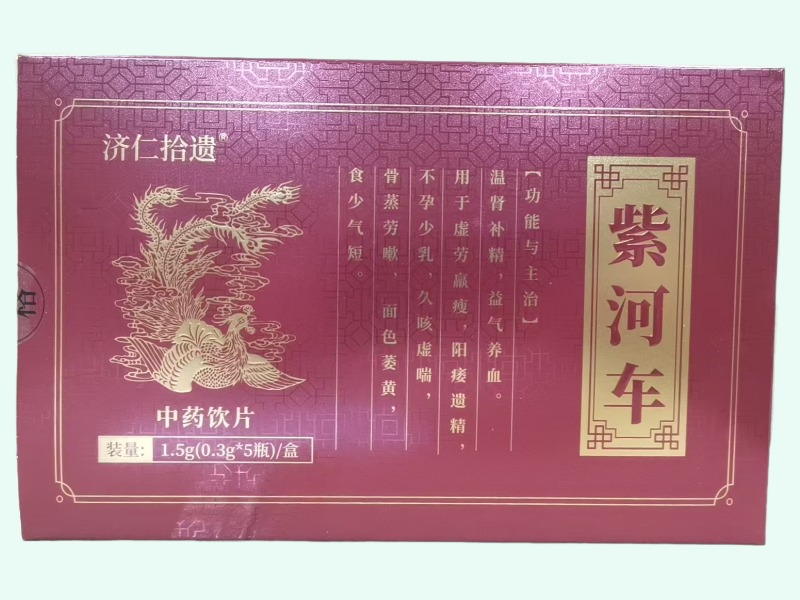 济仁拾遗®
紫河车
【功能与主治】
温肾补精，益气养血。
用于虚劳羸瘦，阳痿遗精，
不孕少乳，久咳虚喘，
骨蒸劳嗽，面色萎黄，
食少气短。
中药饮片
装量：1.5g(0.3g*5瓶)/盒
格